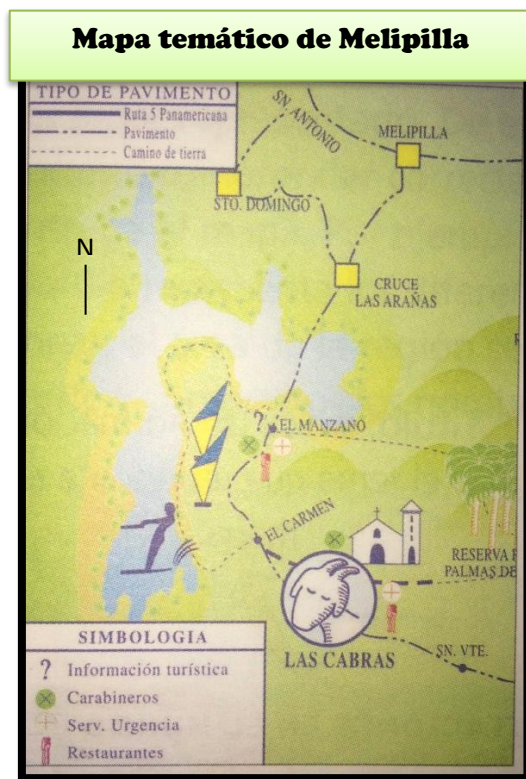 Mapa temático de Melipilla
TIPO DE PAVIMENTO
Ruta 5 Panamericana
Pavimento
Camino de tierra
SN. ANTONIO
MELIPILLA
STO. DOMINGO
N
CRUCE
LAS ARAÑAS
? EL MANZANO
EL CARMEN
RESERVA
PALMAS DE
LAS CABRAS
SN. VTE.
SIMBOLOGIA
? Información turística
Carabineros
Serv. Urgencia
Restaurantes